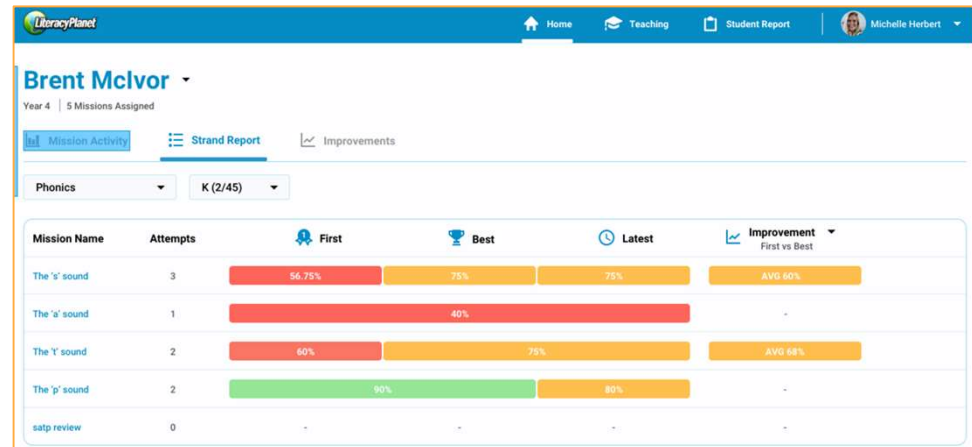 LiteracyPlanet Home Teaching Student Report Michelle Herbert
Brent McIvor
Year 4 | 5 Missions Assigned
Mission Activity Strand Report Improvements
Phonics K (2/45)
Mission Name Attempts 1 First Best Latest Improvement
First vs Best
The 's' sound 3 56.75% 75% 75% AVG 60%
The 'a' sound 1 40% -
The 't' sound 2 60% 75% AVG 68%
The 'p' sound 2 90% 80% -
satp review 0 - - - -